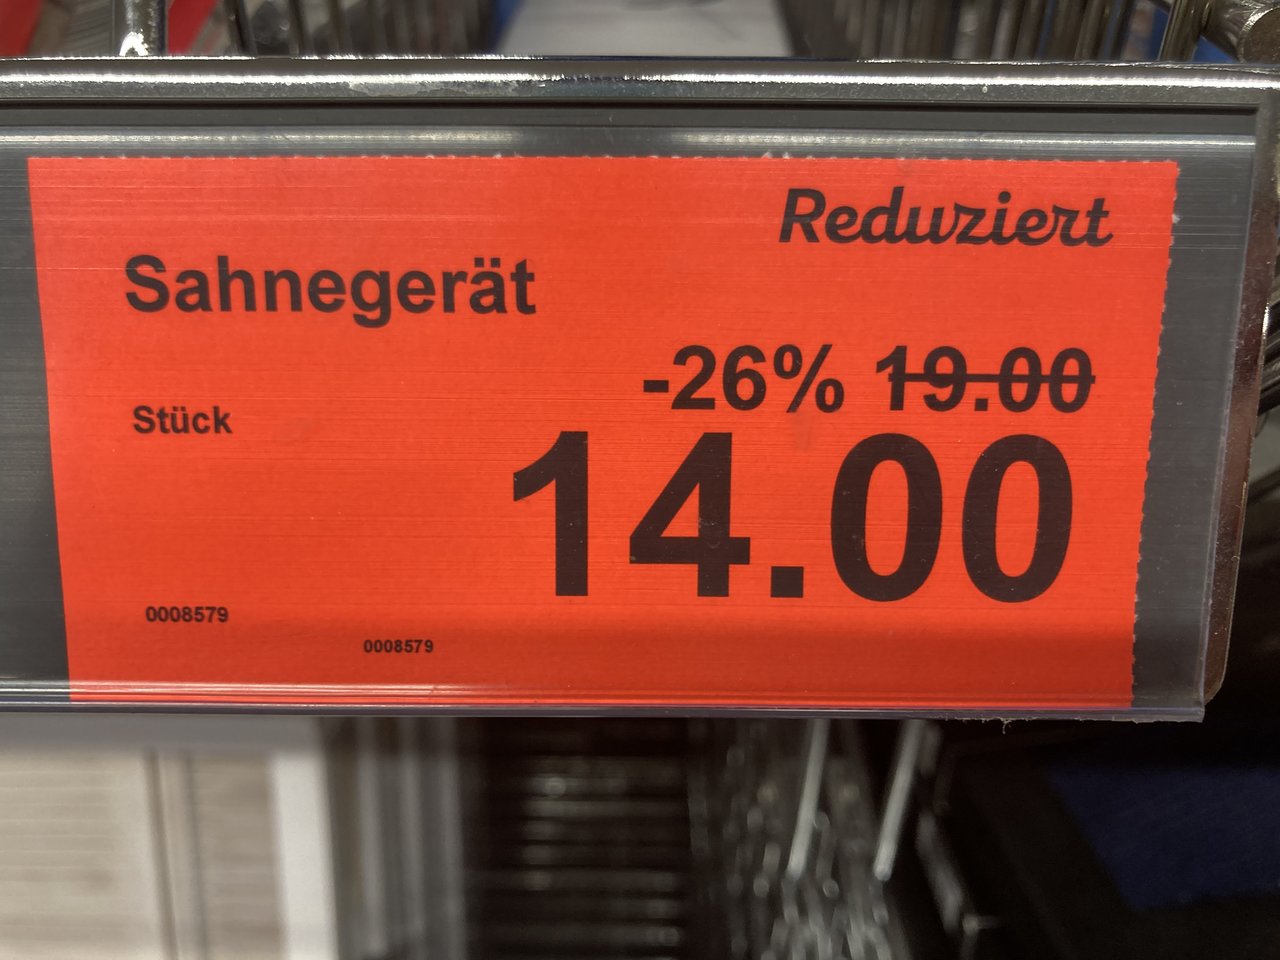 Reduziert
Sahnegerät
-26% 19.00
Stück
14.00
0008579
0008579